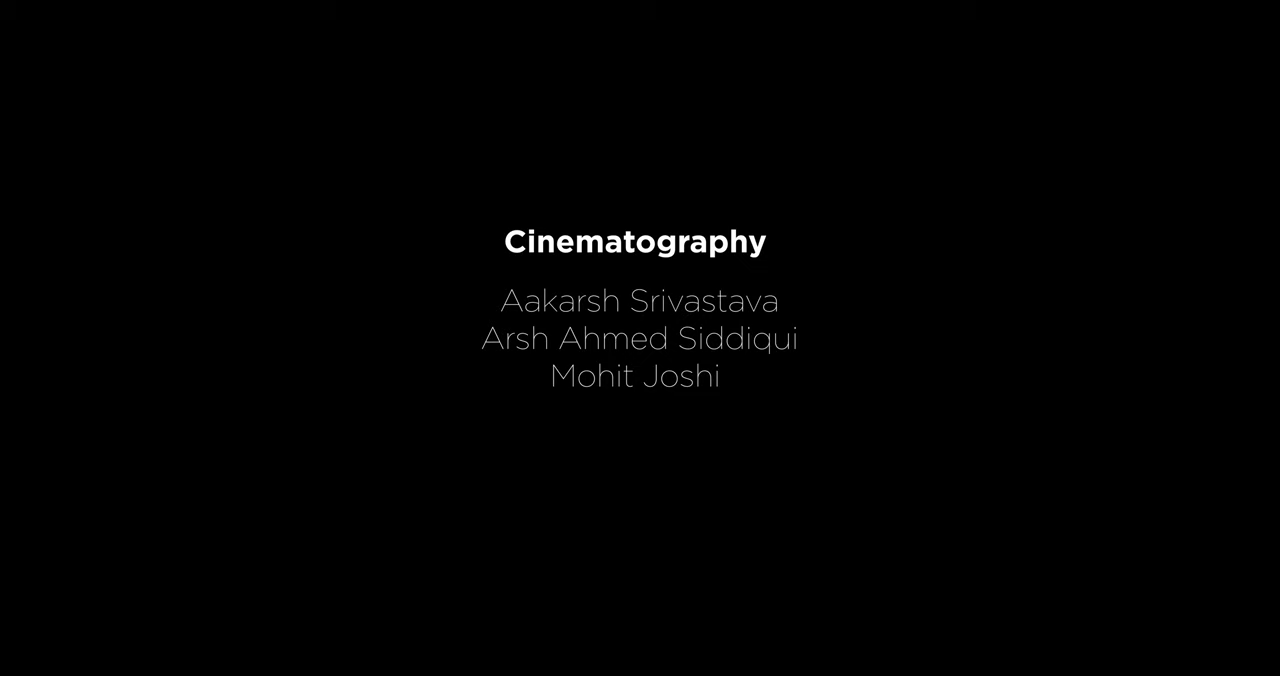 Cinematography
Aakarsh Srivastava
Arsh Ahmed Siddiqui
Mohit Joshi